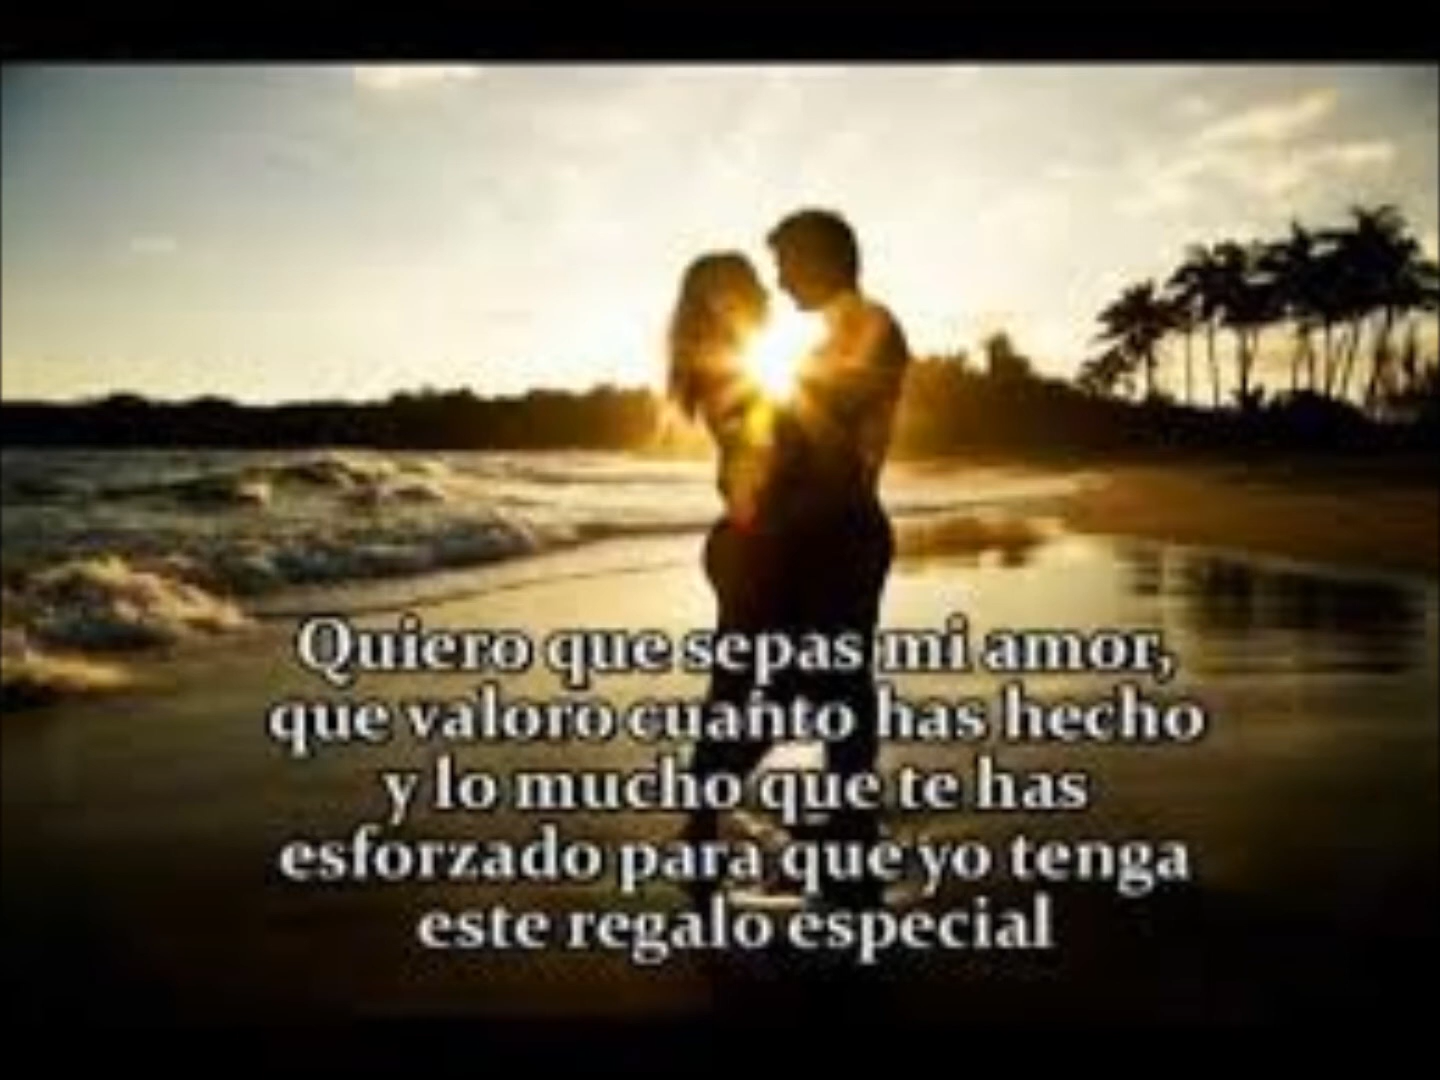 Quiero que sepas mi amor,
que valoro cuanto has hecho
y lo mucho que te has
esforzado para que yo tenga
este regalo especial